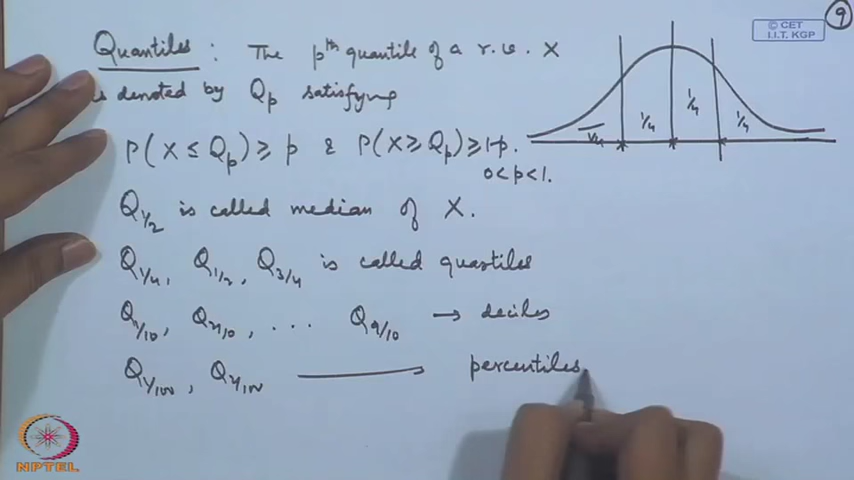 Quantiles : The pth quantile of a r.v. X
is denoted by Qp satisfying
P(X ≤ Qp) ≥ p & P(X ≥ Qp) ≥ 1-p.
0<p<1.
Q1/2 is called median of X.
Q1/4, Q1/2, Q3/4 is called quartiles
Q1/10, Q2/10, ... Q9/10 → deciles
Q1/100, Q2/100 → percentiles
1/4 1/4 1/4 1/4
© CET
I.I.T. KGP
9
NPTEL